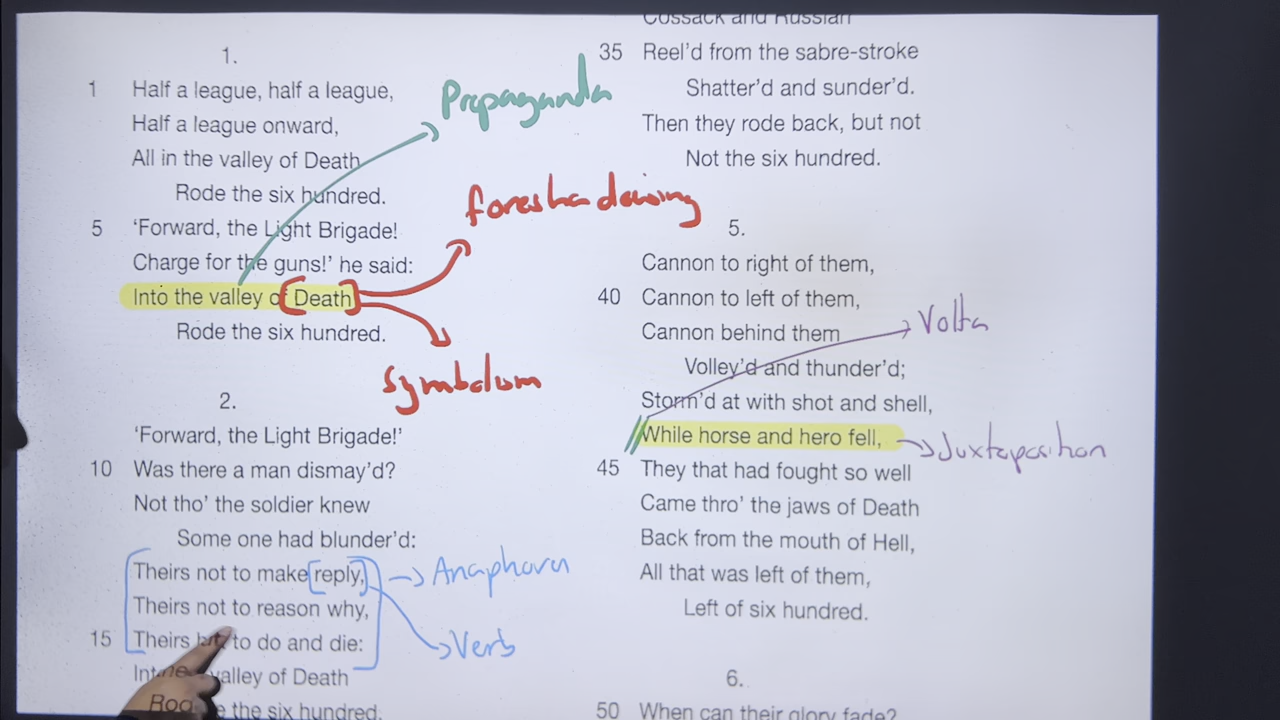 1.
1 Half a league, half a league,
Half a league onward,
All in the valley of Death
Rode the six hundred.
5 ‘Forward, the Light Brigade!
Charge for the guns!’ he said:
Into the valley of Death
Rode the six hundred.
Propaganda
foreshadowing
symbolism
2.
‘Forward, the Light Brigade!’
10 Was there a man dismay’d?
Not tho’ the soldier knew
Some one had blunder’d:
Theirs not to make reply,
Theirs not to reason why,
15 Theirs but to do and die:
valley of Death
the six hundred.
Anaphora
Verb
Cossack and Russian
35 Reel’d from the sabre-stroke
Shatter’d and sunder’d.
Then they rode back, but not
Not the six hundred.
5.
Cannon to right of them,
40 Cannon to left of them,
Cannon behind them
Volley’d and thunder’d;
Storm’d at with shot and shell,
While horse and hero fell,
45 They that had fought so well
Came thro’ the jaws of Death
Back from the mouth of Hell,
All that was left of them,
Left of six hundred.
Volta
Juxtaposition
6.
50 When can their glory fade?